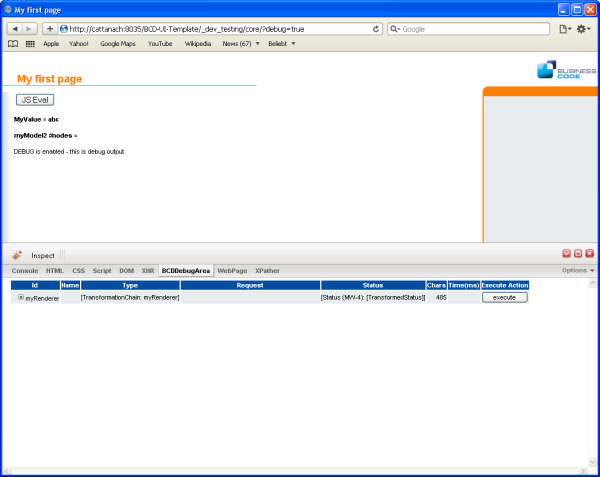 My first page
http://cattanach:8035/BCD-UI-Template/_dev_testing/core/?debug=true
Google
Apple Yahoo! Google Maps YouTube Wikipedia News (67) Beliebt
BUSINESS
CODE
My first page
JS Eval
MyValue = abc
myModel2 #nodes =
DEBUG is enabled - this is debug output
Inspect
Console HTML CSS Script DOM XHR BCDDebugArea WebPage XPather Options
Id Name Type Request Status Chars Time(ms) Execute Action
myRenderer [TransformationChain: myRenderer] [Status (MW-4): [TransformedStatus]] 485 execute